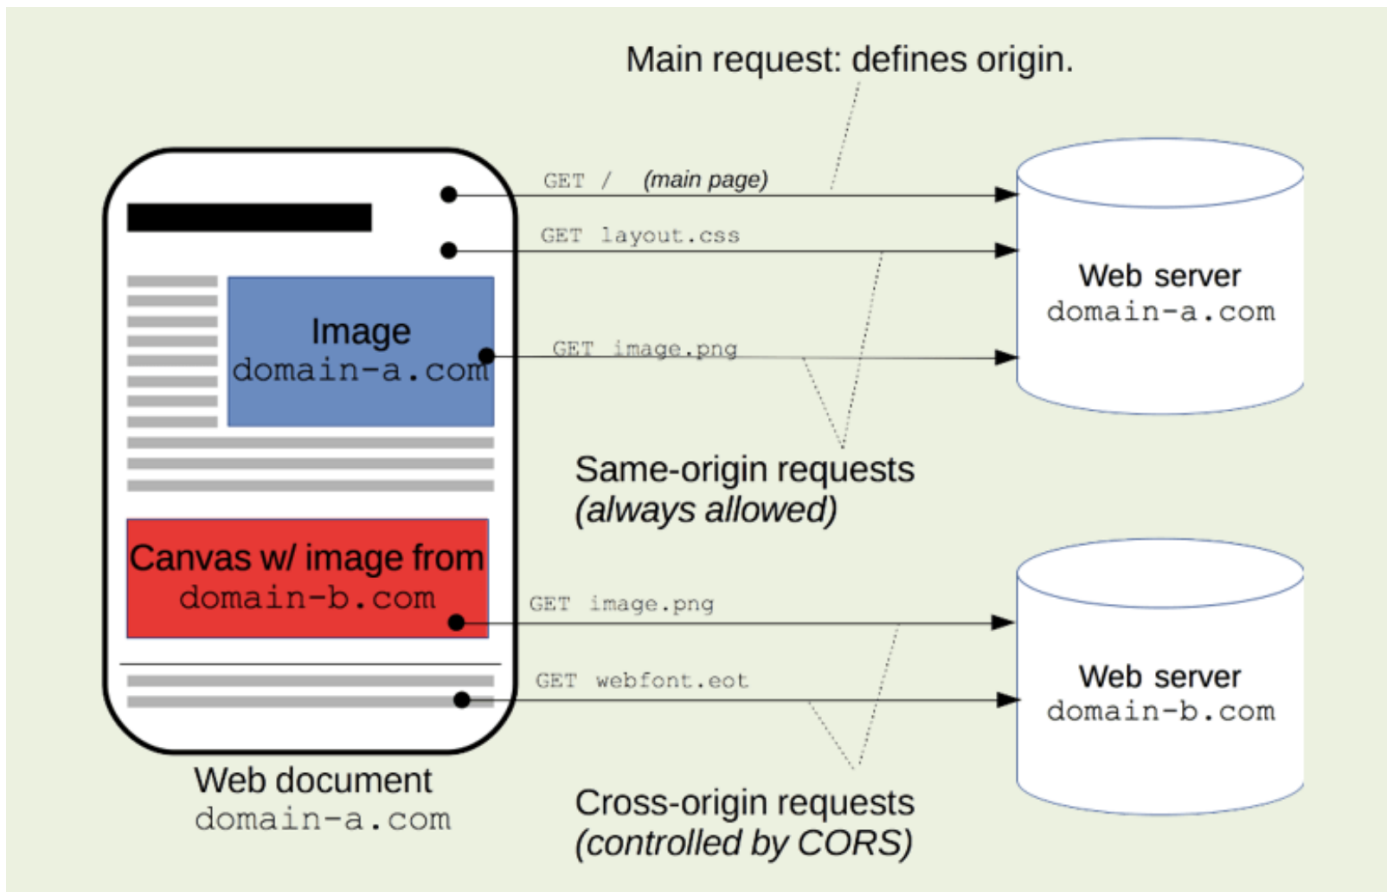 Main request: defines origin.
GET / (main page)
GET layout.css
Image
domain-a.com
GET image.png
Web server
domain-a.com
Same-origin requests
(always allowed)
Canvas w/ image from
domain-b.com
GET image.png
GET webfont.eot
Web server
domain-b.com
Web document
domain-a.com
Cross-origin requests
(controlled by CORS)